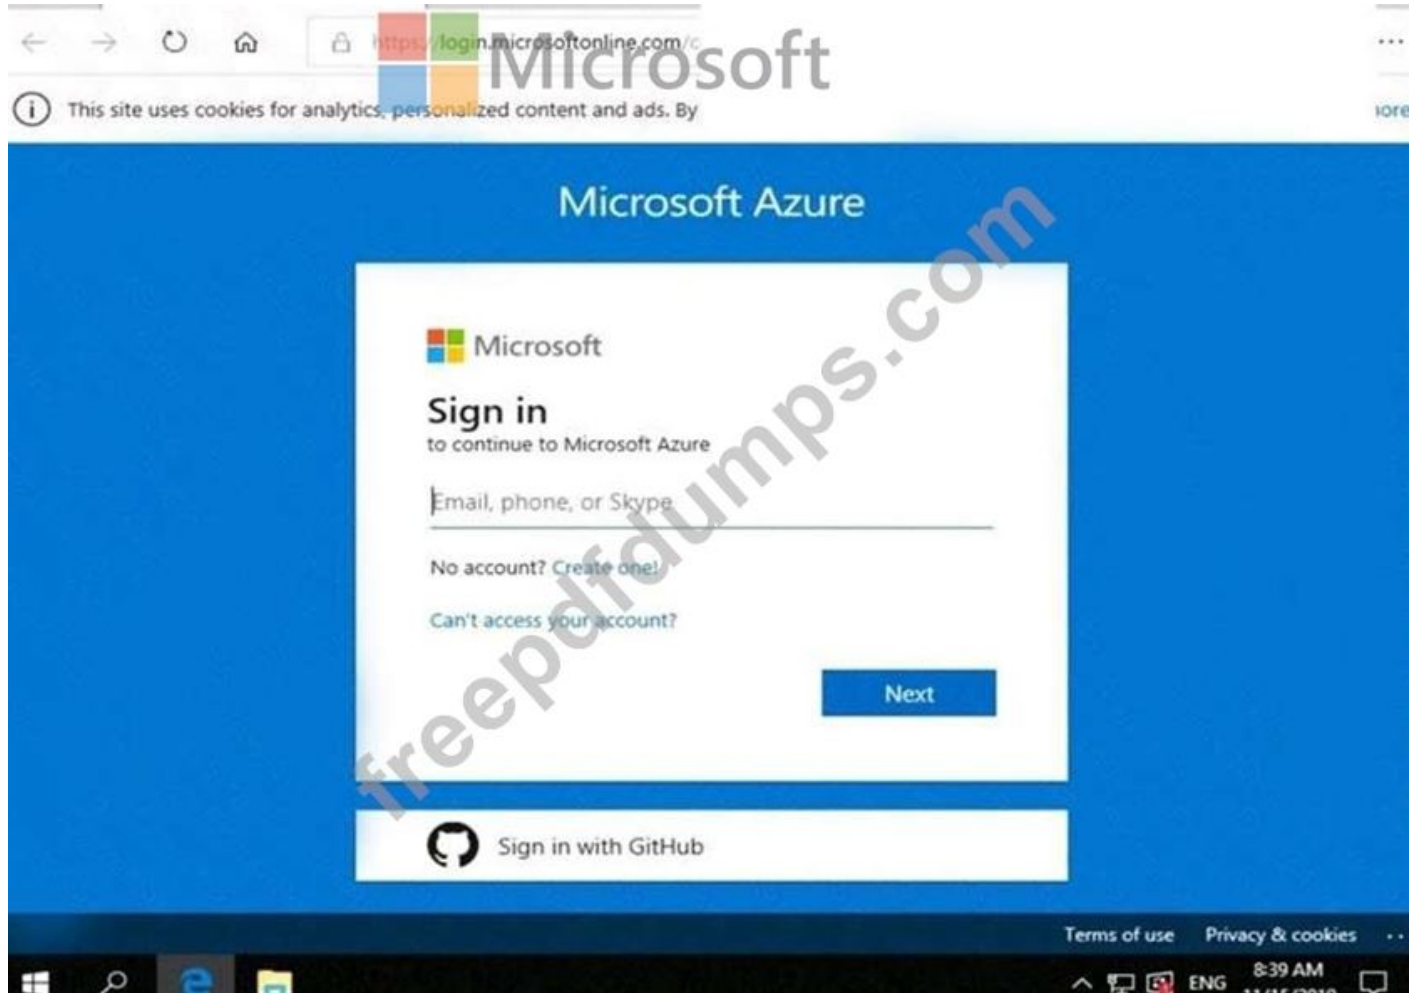 https://login.microsoftonline.com/c
Microsoft
This site uses cookies for analytics, personalized content and ads. By
Microsoft Azure
Microsoft
Sign in
to continue to Microsoft Azure
Email, phone, or Skype
No account? Create one!
Can't access your account?
Next
Sign in with GitHub
freepdfdumps.com
Terms of use Privacy & cookies
ENG 8:39 AM